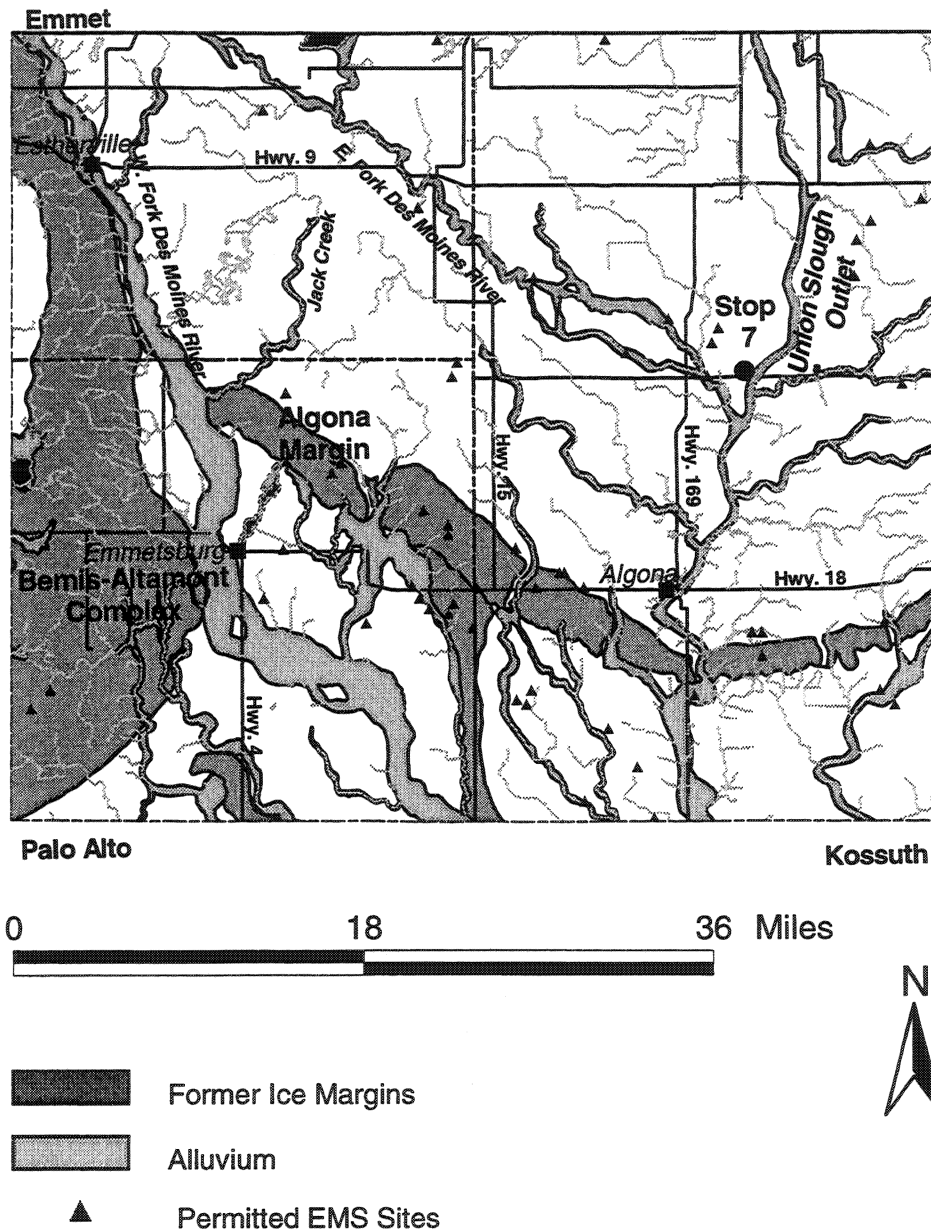 Emmet
Estherville
Hwy. 9
W. Fork Des Moines River
E. Fork Des Moines River
Jack Creek
Union Slough
Outlet
Stop
7
Algona
Margin
Hwy. 15
Hwy. 169
Emmetsburg
Bemis-Altamont
Complex
Algona
Hwy. 18
Hwy. 4
Palo Alto
Kossuth
0 18 36 Miles
N
Former Ice Margins
Alluvium
Permitted EMS Sites